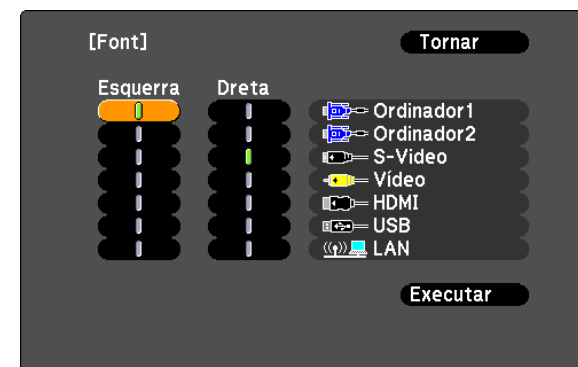 [Font] Tornar
Esquerra Dreta
Ordinador1
Ordinador2
S-Video
Vídeo
HDMI
USB
LAN
Executar